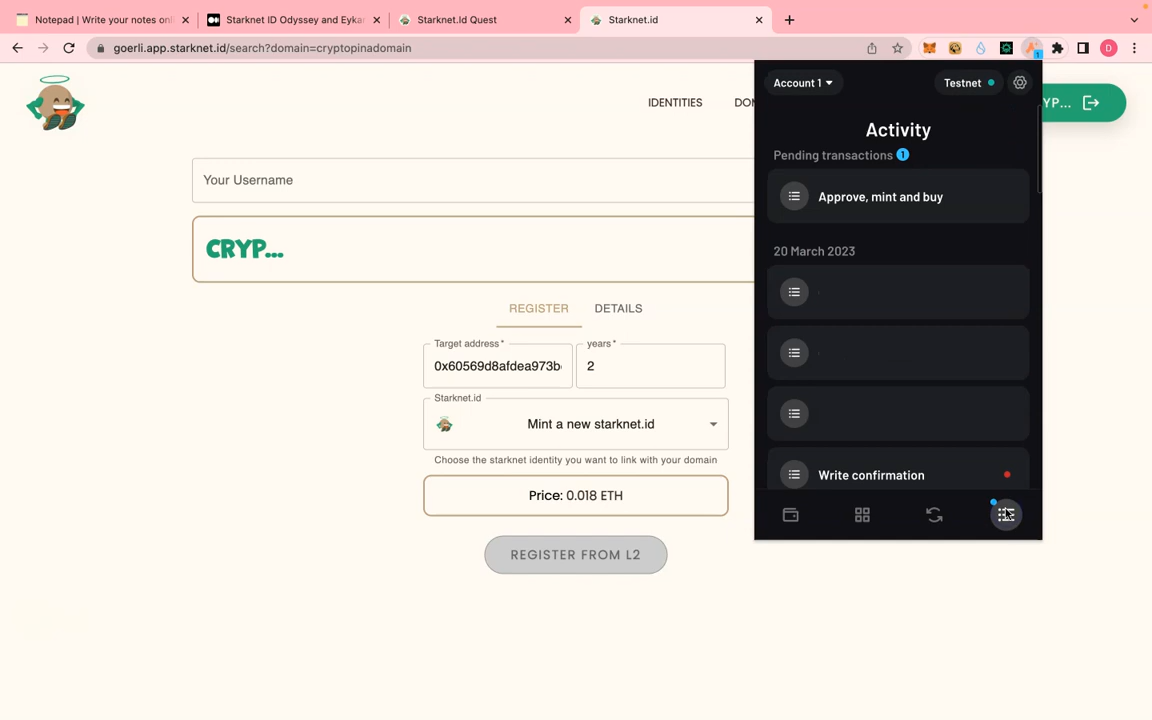 Notepad | Write your notes onl
Starknet ID Odyssey and Eykar
Starknet.Id Quest
Starknet.id
goerli.app.starknet.id/search?domain=cryptopinadomain
D
1
Account 1
Testnet
IDENTITIES
DOM
YP...
Activity
Pending transactions 1
Your Username
Approve, mint and buy
CRYP...
20 March 2023
REGISTER
DETAILS
Target address *
years *
0x60569d8afdea973b
2
Starknet.id
Mint a new starknet.id
Choose the starknet identity you want to link with your domain
Write confirmation
Price: 0.018 ETH
REGISTER FROM L2